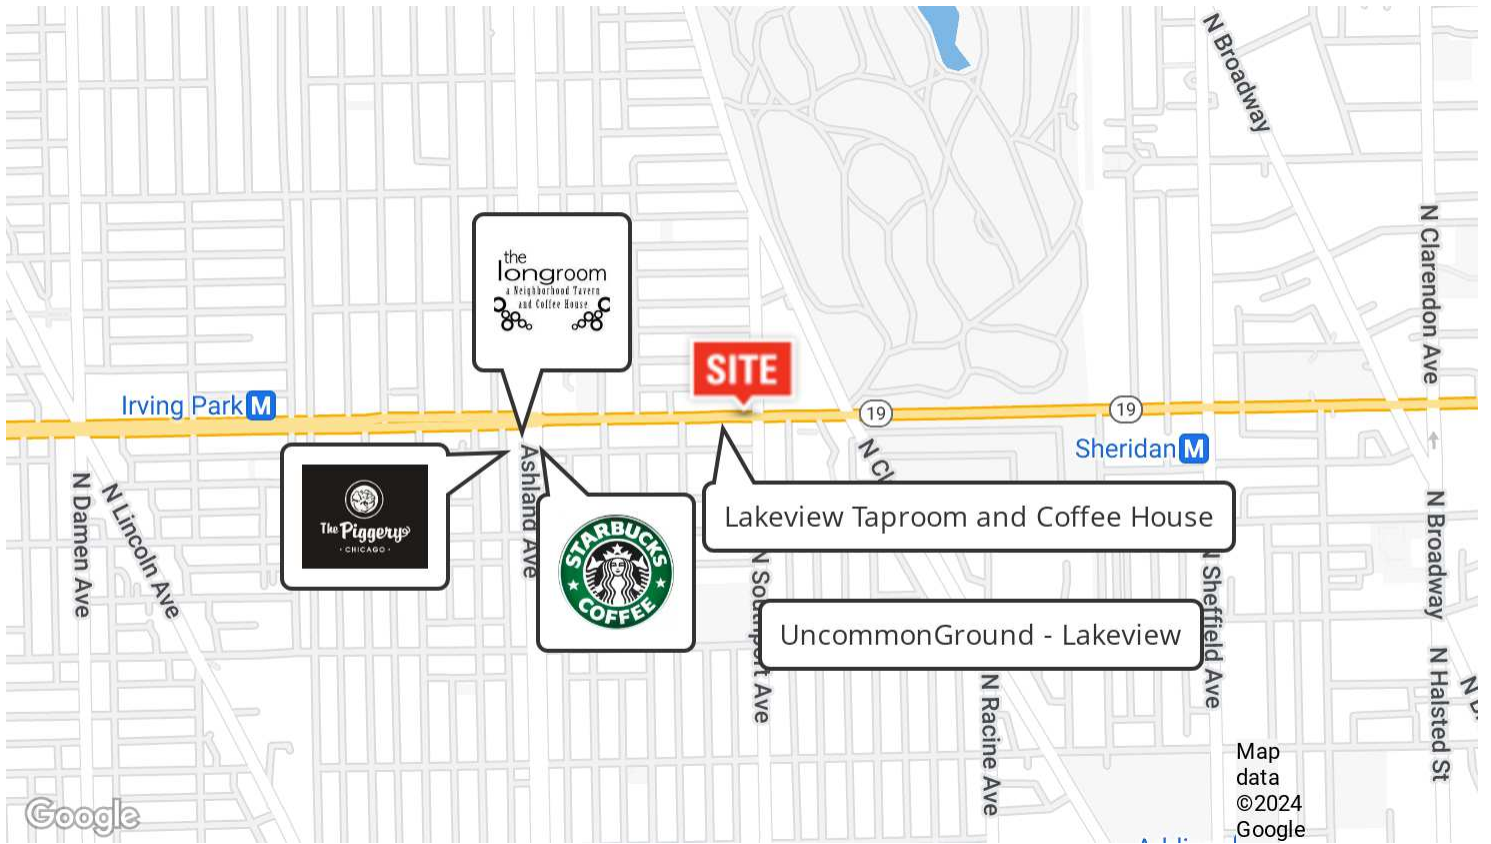 N Broadway
N Clarendon Ave
the
longroom
a Neighborhood Tavern
and Coffee House
SITE
Irving Park M
19
19
Sheridan M
N Cl
Ashland Ave
N Damen Ave
N Lincoln Ave
The Piggery
· CHICAGO ·
STARBUCKS
COFFEE
Lakeview Taproom and Coffee House
N Southport Ave
UncommonGround - Lakeview
N Sheffield Ave
N Broadway
N Racine Ave
N Halsted St
Map
data
©2024
Google
Google